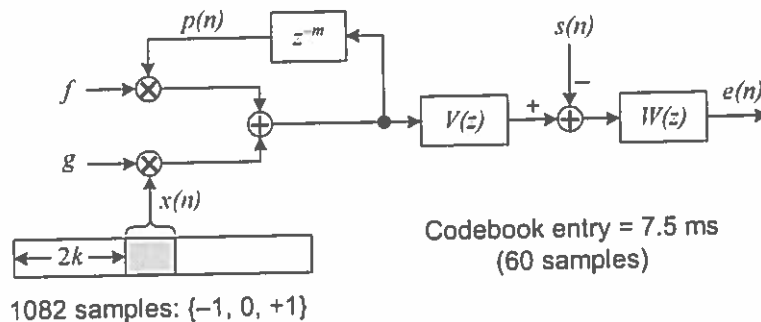 p(n)
z⁻ᵐ
s(n)
f
−
+
V(z)
W(z)
e(n)
g
x(n)
2k
Codebook entry = 7.5 ms
(60 samples)
1082 samples: {−1, 0, +1}